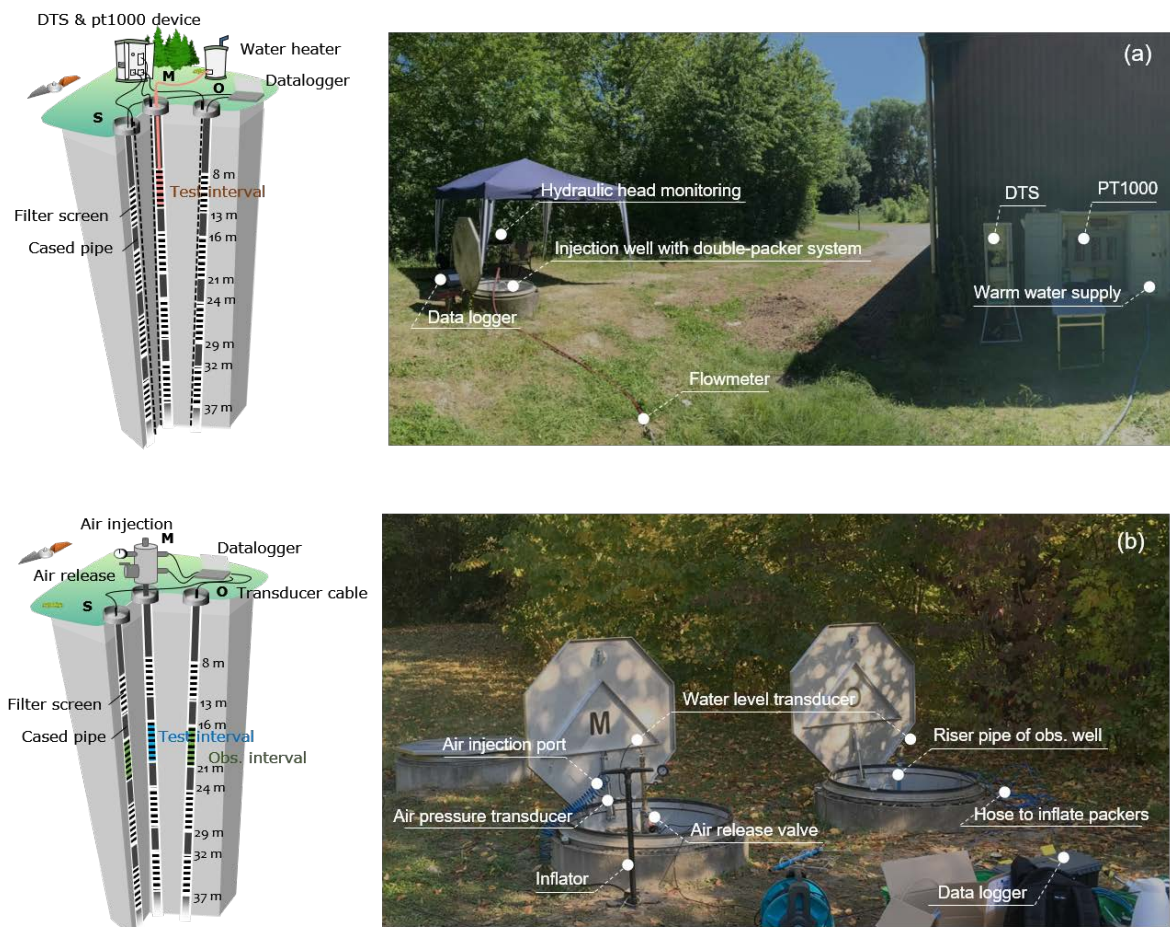 DTS & pt1000 device
Water heater
M
Datalogger
O
S
8 m
Test interval
Filter screen
13 m
Cased pipe
16 m
21 m
24 m
29 m
32 m
37 m
(a)
Hydraulic head monitoring
DTS
PT1000
Injection well with double-packer system
Warm water supply
Data logger
Flowmeter
Air injection
M
Datalogger
Air release
O
Transducer cable
S
8 m
Filter screen
13 m
16 m
Cased pipe
Test interval
Obs. interval
21 m
24 m
29 m
32 m
37 m
(b)
Water level transducer
M
Air injection port
Riser pipe of obs. well
Air pressure transducer
Air release valve
Hose to inflate packers
Inflator
Data logger